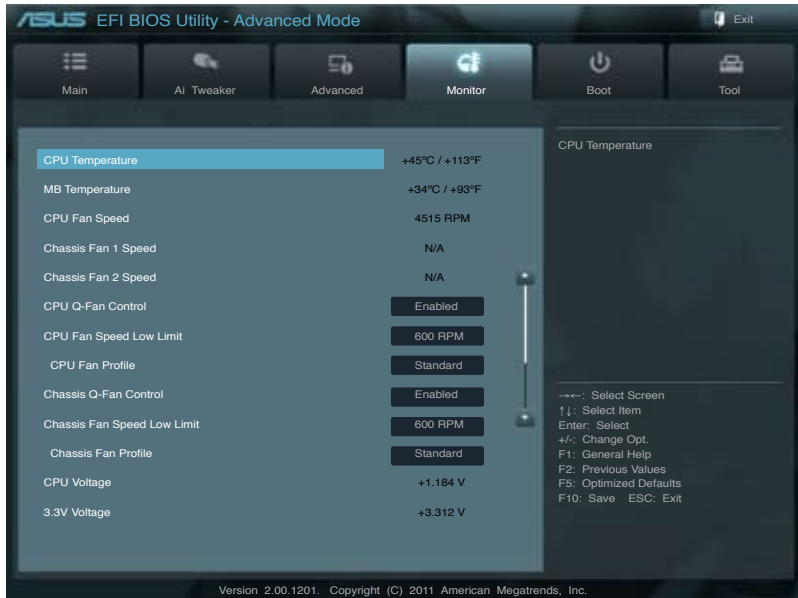 ASUS EFI BIOS Utility - Advanced Mode
Exit
Main
Ai Tweaker
Advanced
Monitor
Boot
Tool
CPU Temperature +45ºC / +113ºF
MB Temperature +34ºC / +93ºF
CPU Fan Speed 4515 RPM
Chassis Fan 1 Speed N/A
Chassis Fan 2 Speed N/A
CPU Q-Fan Control Enabled
CPU Fan Speed Low Limit 600 RPM
CPU Fan Profile Standard
Chassis Q-Fan Control Enabled
Chassis Fan Speed Low Limit 600 RPM
Chassis Fan Profile Standard
CPU Voltage +1.184 V
3.3V Voltage +3.312 V
CPU Temperature
→←: Select Screen
↑↓: Select Item
Enter: Select
+/-: Change Opt.
F1: General Help
F2: Previous Values
F5: Optimized Defaults
F10: Save ESC: Exit
Version 2.00.1201. Copyright (C) 2011 American Megatrends, Inc.